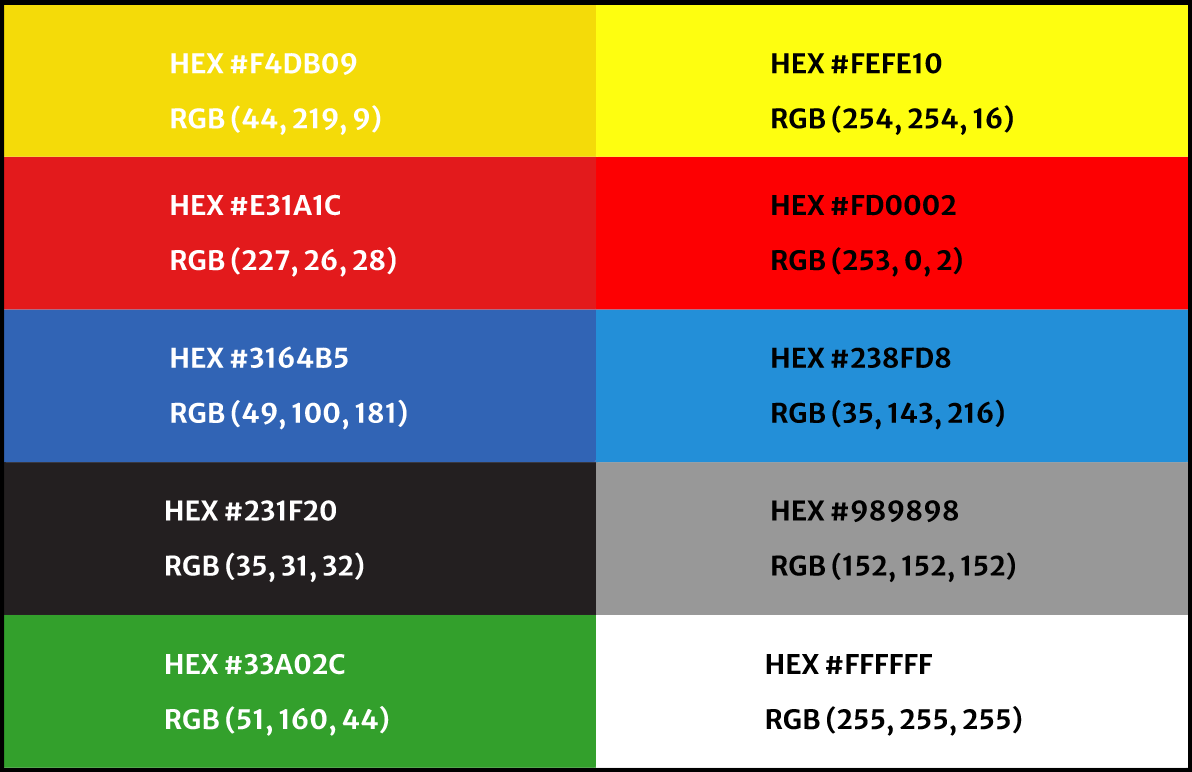 HEX #F4DB09
RGB (44, 219, 9)
HEX #FEFE10
RGB (254, 254, 16)
HEX #E31A1C
RGB (227, 26, 28)
HEX #FD0002
RGB (253, 0, 2)
HEX #3164B5
RGB (49, 100, 181)
HEX #238FD8
RGB (35, 143, 216)
HEX #231F20
RGB (35, 31, 32)
HEX #989898
RGB (152, 152, 152)
HEX #33A02C
RGB (51, 160, 44)
HEX #FFFFFF
RGB (255, 255, 255)